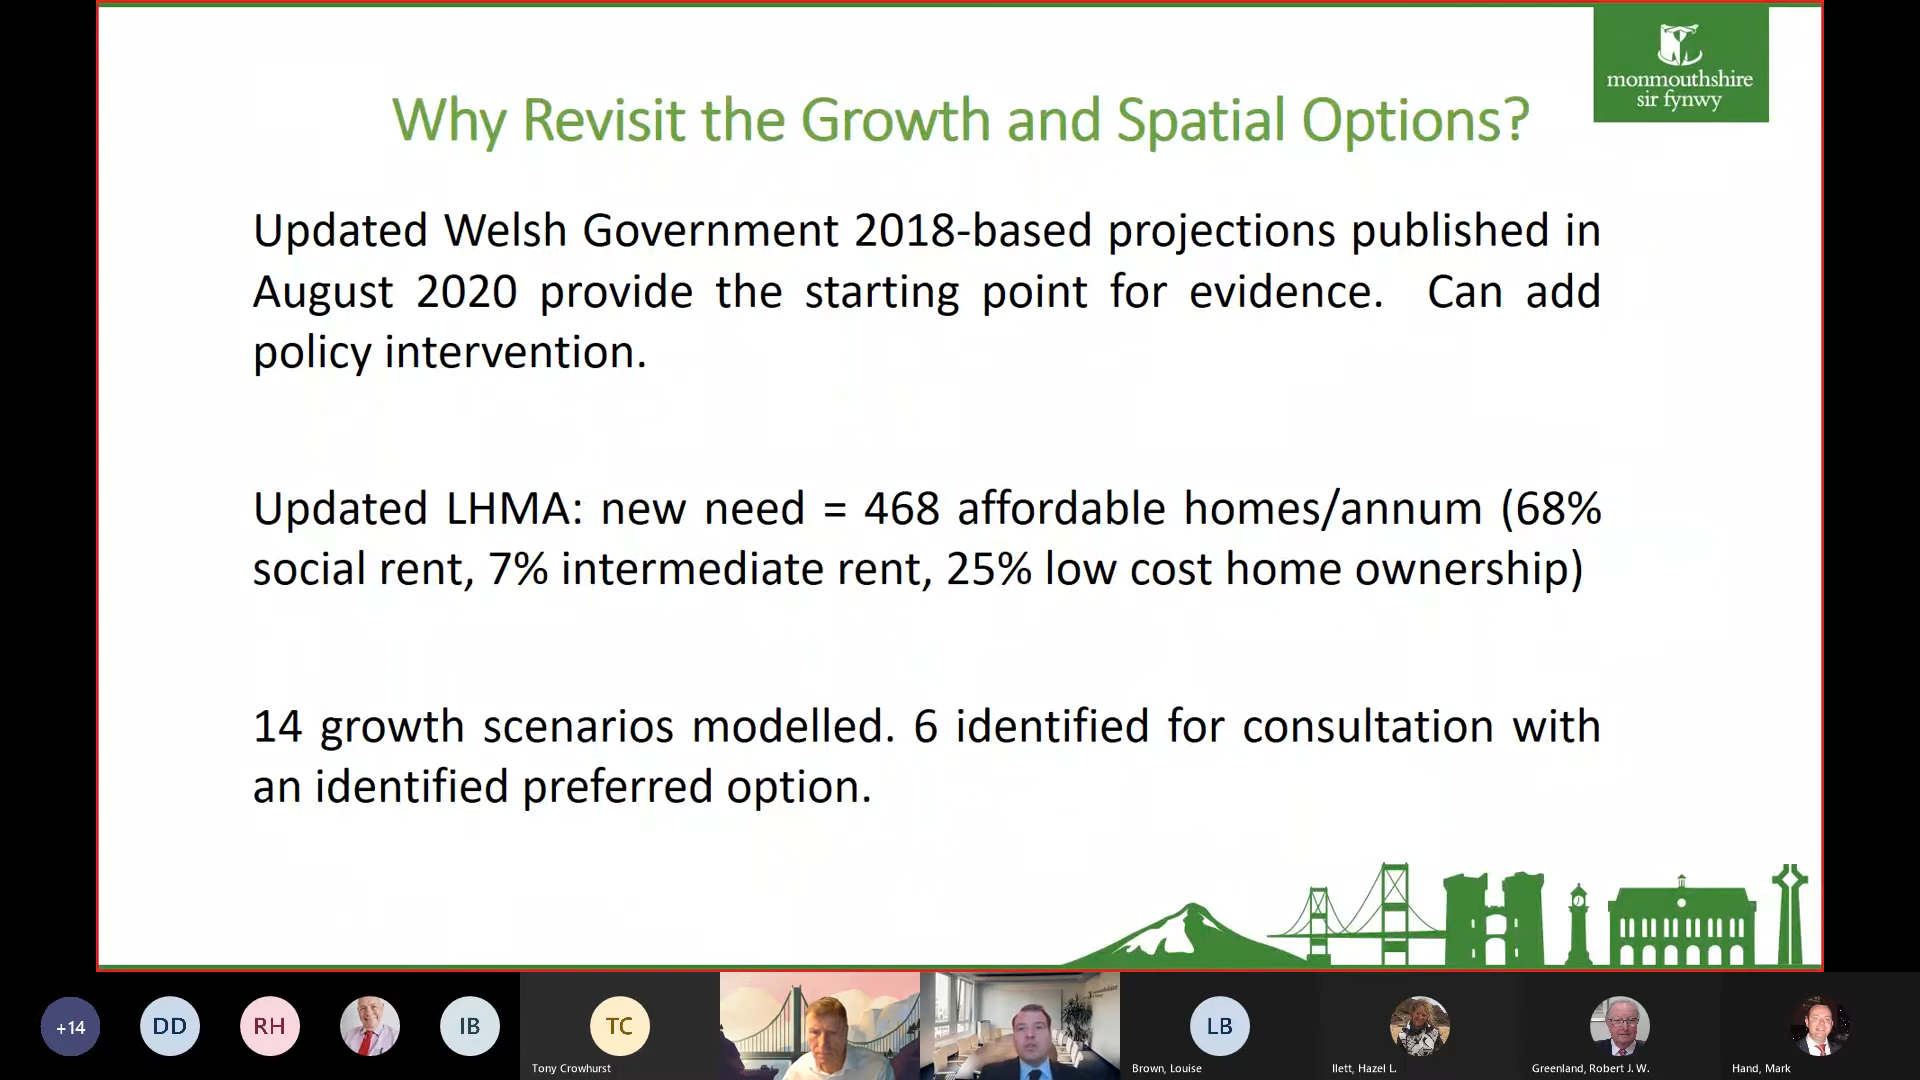 monmouthshire
sir fynwy
Why Revisit the Growth and Spatial Options?
Updated Welsh Government 2018-based projections published in
August 2020 provide the starting point for evidence.  Can add
policy intervention.
Updated LHMA: new need = 468 affordable homes/annum (68%
social rent, 7% intermediate rent, 25% low cost home ownership)
14 growth scenarios modelled. 6 identified for consultation with
an identified preferred option.
+14
DD
RH
IB
TC
Tony Crowhurst
LB
Brown, Louise
Ilett, Hazel L.
Greenland, Robert J. W.
Hand, Mark